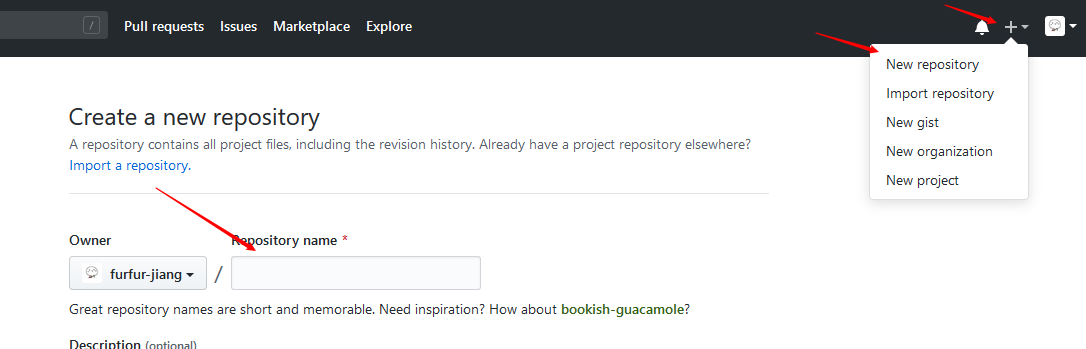 /
Pull requests Issues Marketplace Explore
New repository
Import repository
New gist
New organization
New project
Create a new repository
A repository contains all project files, including the revision history. Already have a project repository elsewhere?
Import a repository.
Owner
Repository name *
furfur-jiang /
Great repository names are short and memorable. Need inspiration? How about bookish-guacamole?
Description (optional)